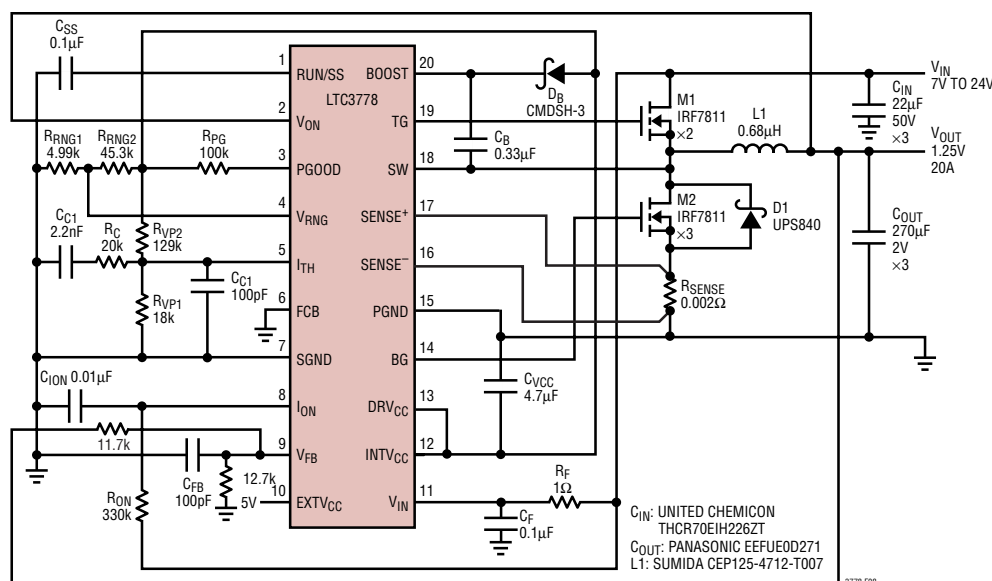 CSS
0.1µF
1
RUN/SS
LTC3778
2
VON
RRNG1
4.99k
RRNG2
45.3k
RPG
100k
3
PGOOD
4
VRNG
CC1
2.2nF
RC
20k
RVP2
129k
5
ITH
CC1
100pF
RVP1
18k
6
FCB
7
SGND
CION 0.01µF
8
ION
11.7k
9
VFB
CFB
100pF
12.7k
RON
330k
5V
10
EXTVCC
BOOST
20
DB
CMDSH-3
TG
19
CB
0.33µF
SW
18
SENSE+
17
SENSE–
16
PGND
15
BG
14
CVCC
4.7µF
DRVCC
13
INTVCC
12
VIN
11
RF
1Ω
CF
0.1µF
M1
IRF7811
×2
L1
0.68µH
M2
IRF7811
×3
D1
UPS840
RSENSE
0.002Ω
VIN
7V TO 24V
CIN
22µF
50V
×3
VOUT
1.25V
20A
COUT
270µF
2V
×3
CIN: UNITED CHEMICON
THCR70EIH226ZT
COUT: PANASONIC EEFUE0D271
L1: SUMIDA CEP125-4712-T007